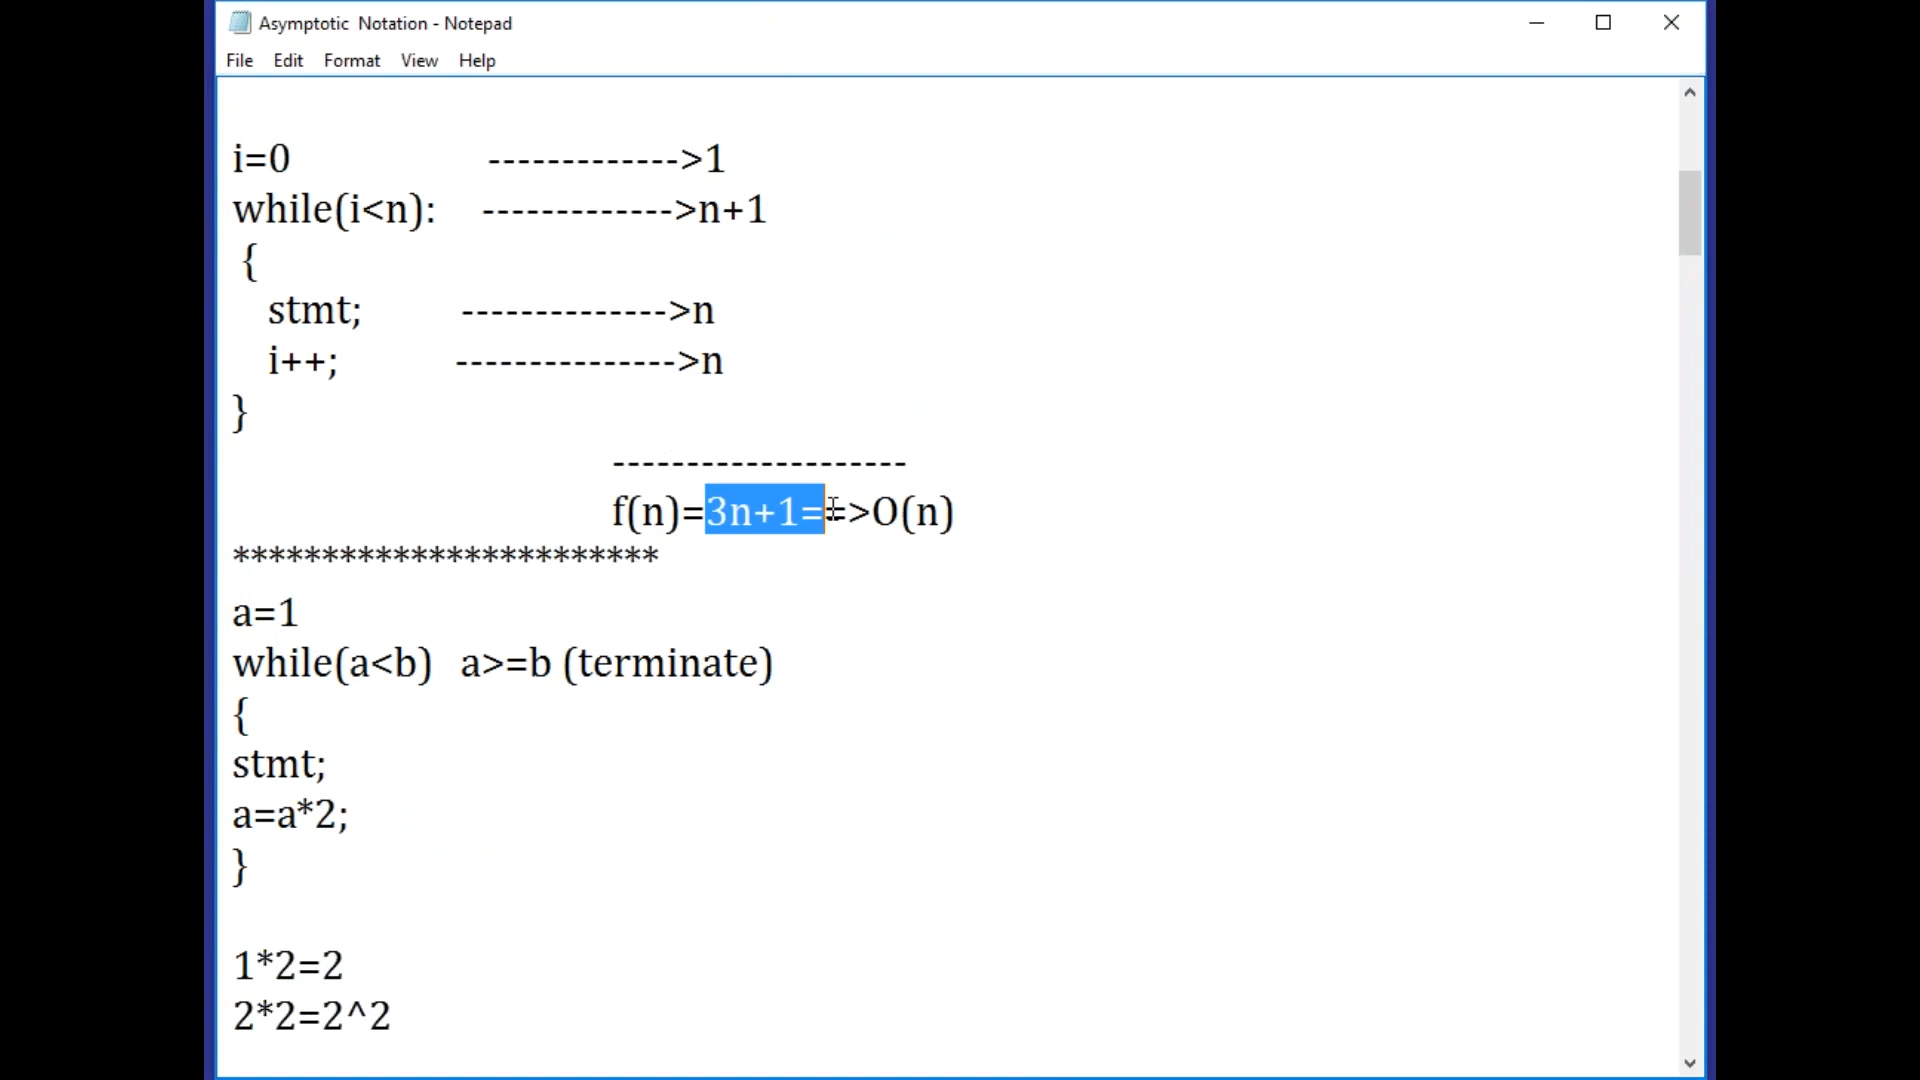 Asymptotic Notation - Notepad
File Edit Format View Help
i=0 ------------->1
while(i<n): ------------->n+1
{
stmt; -------------->n
i++; --------------->n
}
--------------------
f(n)=3n+1==>O(n)
************************
a=1
while(a<b) a>=b (terminate)
{
stmt;
a=a*2;
}
1*2=2
2*2=2^2